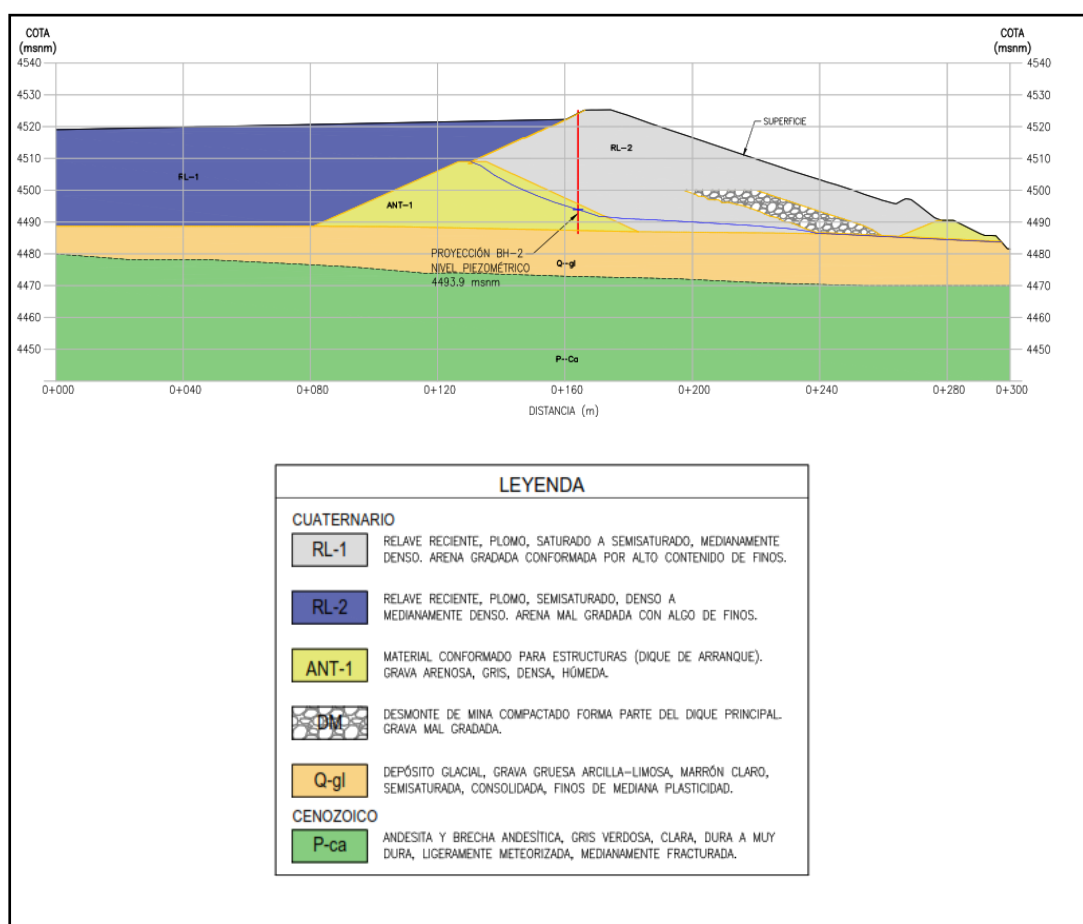 COTA
(msnm)
COTA
(msnm)
4540
4540
4530
4530
4520
4520
4510
4510
4500
4500
4490
4490
4480
4480
4470
4470
4460
4460
4450
4450
SUPERFICIE
RL-2
RL-1
ANT-1
PROYECCIÓN BH-2
NIVEL PIEZOMÉTRICO
4493.9 msnm
Q-gl
P-Ca
0+000
0+040
0+080
0+120
0+160
0+200
0+240
0+280
0+300
DISTANCIA (m)
LEYENDA
CUATERNARIO
RL-1
RELAVE RECIENTE, PLOMO, SATURADO A SEMISATURADO, MEDIANAMENTE
DENSO. ARENA GRADADA CONFORMADA POR ALTO CONTENIDO DE FINOS.
RL-2
RELAVE RECIENTE, PLOMO, SEMISATURADO, DENSO A
MEDIANAMENTE DENSO. ARENA MAL GRADADA CON ALGO DE FINOS.
ANT-1
MATERIAL CONFORMADO PARA ESTRUCTURAS (DIQUE DE ARRANQUE).
GRAVA ARENOSA, GRIS, DENSA, HÚMEDA.
DM
DESMONTE DE MINA COMPACTADO FORMA PARTE DEL DIQUE PRINCIPAL.
GRAVA MAL GRADADA.
Q-gl
DEPÓSITO GLACIAL, GRAVA GRUESA ARCILLA-LIMOSA, MARRÓN CLARO,
SEMISATURADA, CONSOLIDADA, FINOS DE MEDIANA PLASTICIDAD.
CENOZOICO
P-ca
ANDESITA Y BRECHA ANDESÍTICA, GRIS VERDOSA, CLARA, DURA A MUY
DURA, LIGERAMENTE METEORIZADA, MEDIANAMENTE FRACTURADA.